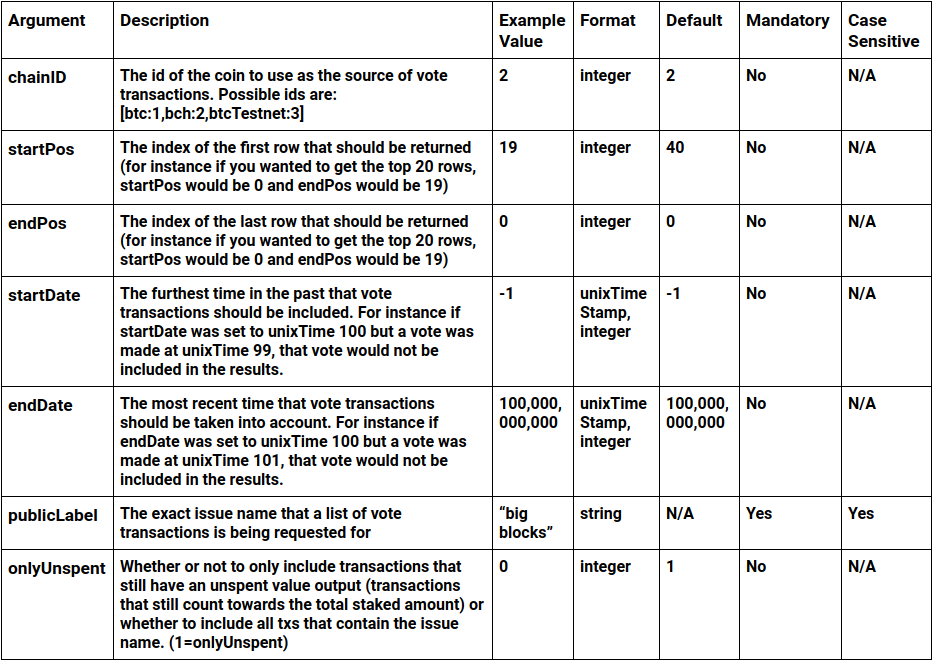 Argument Description Example Value Format Default Mandatory Case Sensitive
chainID
The id of the coin to use as the source of vote
transactions. Possible ids are:
[btc:1,bch:2,btcTestnet:3]
2
integer
2
No
N/A
startPos
The index of the first row that should be returned
(for instance if you wanted to get the top 20 rows,
startPos would be 0 and endPos would be 19)
19
integer
40
No
N/A
endPos
The index of the last row that should be returned
(for instance if you wanted to get the top 20 rows,
startPos would be 0 and endPos would be 19)
0
integer
0
No
N/A
startDate
The furthest time in the past that vote
transactions should be included. For instance if
startDate was set to unixTime 100 but a vote was
made at unixTime 99, that vote would not be
included in the results.
-1
unixTime
Stamp,
integer
-1
No
N/A
endDate
The most recent time that vote transactions
should be taken into account. For instance if
endDate was set to unixTime 100 but a vote was
made at unixTime 101, that vote would not be
included in the results.
100,000,
000,000
unixTime
Stamp,
integer
100,000,
000,000
No
N/A
publicLabel
The exact issue name that a list of vote
transactions is being requested for
“big
blocks”
string
N/A
Yes
Yes
onlyUnspent
Whether or not to only include transactions that
still have an unspent value output (transactions
that still count towards the total staked amount) or
whether to include all txs that contain the issue
name. (1=onlyUnspent)
0
integer
1
No
N/A